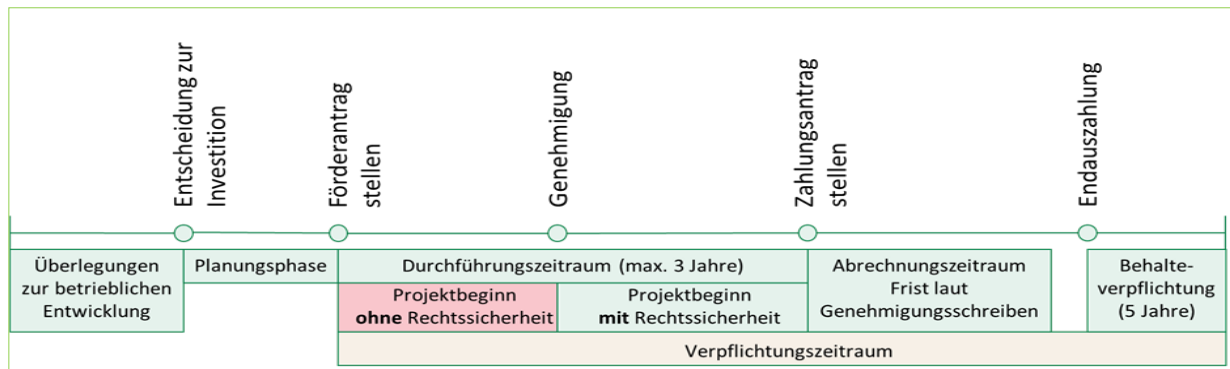 Entscheidung zur
Investition
Förderantrag
stellen
Genehmigung
Zahlungsantrag
stellen
Endauszahlung
Überlegungen
zur betrieblichen
Entwicklung
Planungsphase
Durchführungszeitraum (max. 3 Jahre)
Projektbeginn
ohne Rechtssicherheit
Projektbeginn
mit Rechtssicherheit
Abrechnungszeitraum
Frist laut
Genehmigungsschreiben
Behalte-
verpflichtung
(5 Jahre)
Verpflichtungszeitraum